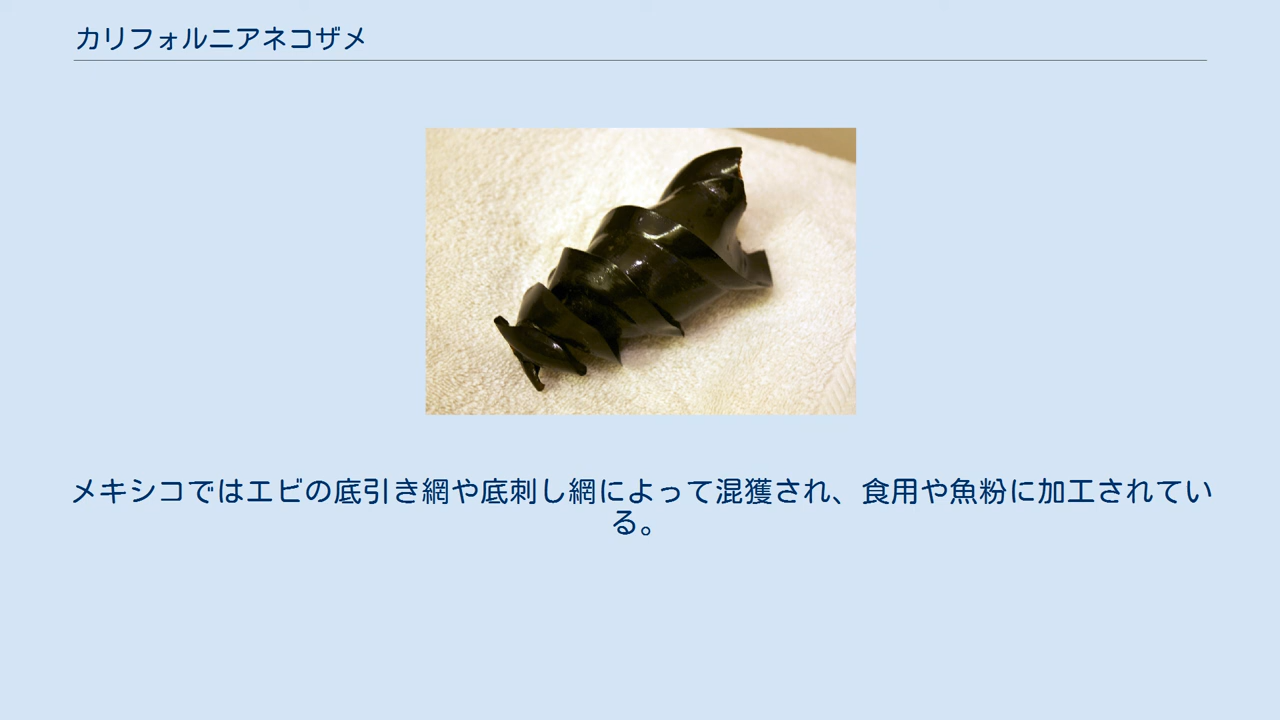 カリフォルニアネコザメ
メキシコではエビの底引き網や底刺し網によって混獲され、食用や魚粉に加工されてい
る。